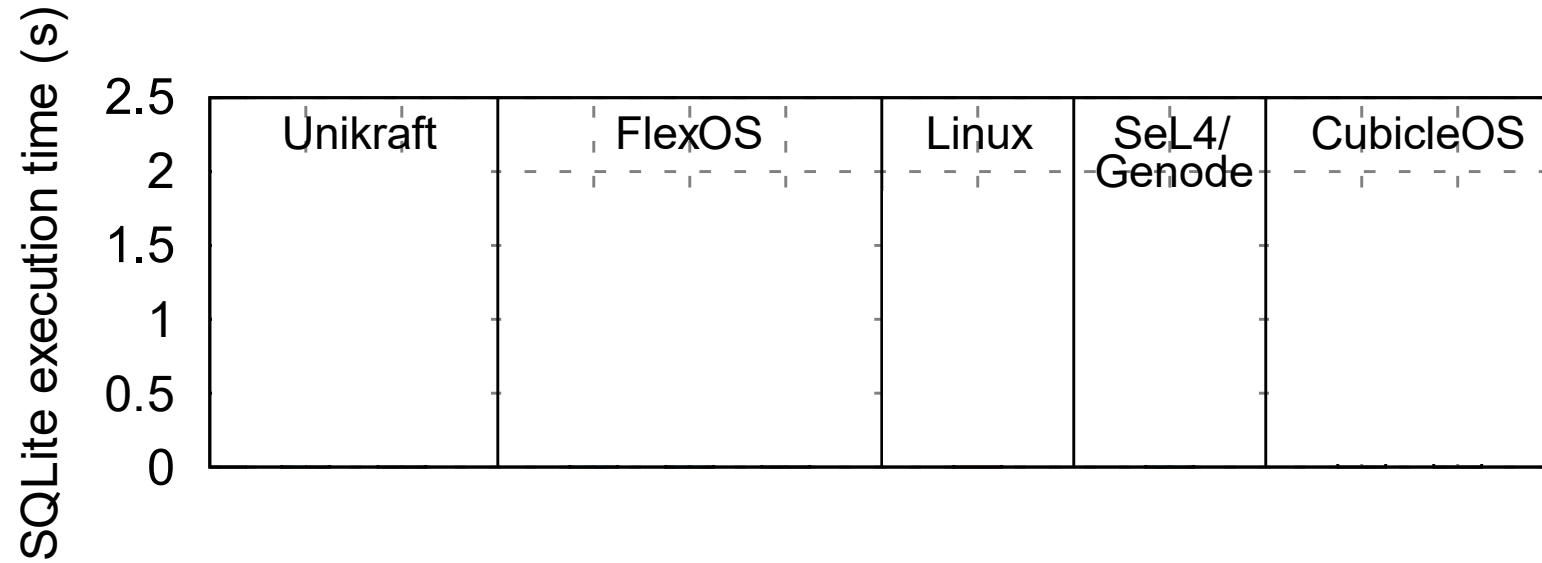 SQLite execution time (s)
2.5
2
1.5
1
0.5
0
Unikraft
FlexOS
Linux
SeL4/
Genode
CubicleOS